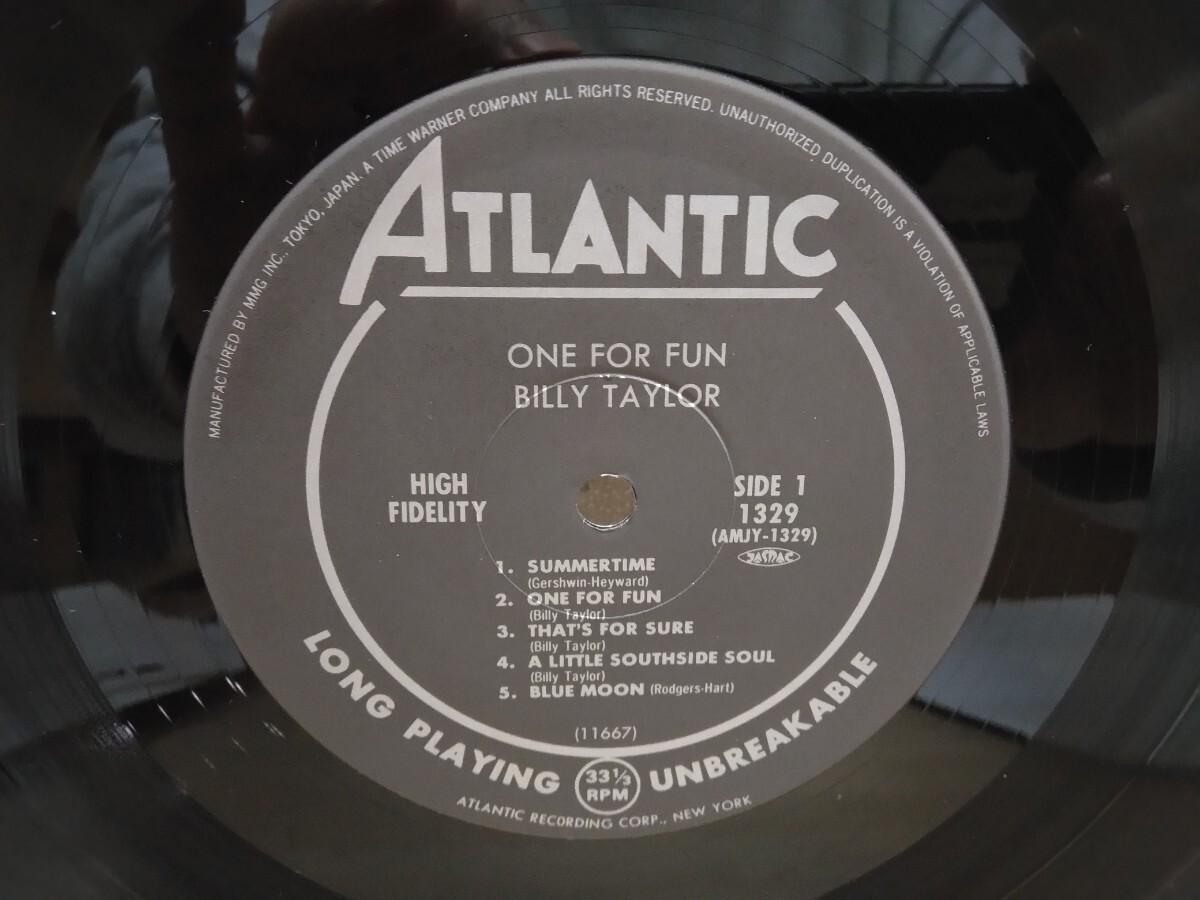 MANUFACTURED BY MMG INC., TOKYO, JAPAN. A TIME WARNER COMPANY ALL RIGHTS RESERVED. UNAUTHORIZED DUPLICATION IS A VIOLATION OF APPLICABLE LAWS
ATLANTIC
ONE FOR FUN
BILLY TAYLOR
HIGH
FIDELITY
SIDE 1
1329
(AMJY-1329)
JASRAC
1. SUMMERTIME
(Gershwin-Heyward)
2. ONE FOR FUN
(Billy Taylor)
3. THAT'S FOR SURE
(Billy Taylor)
4. A LITTLE SOUTHSIDE SOUL
(Billy Taylor)
5. BLUE MOON (Rodgers-Hart)
(11667)
LONG PLAYING 33 1/3 RPM UNBREAKABLE
ATLANTIC RECORDING CORP., NEW YORK